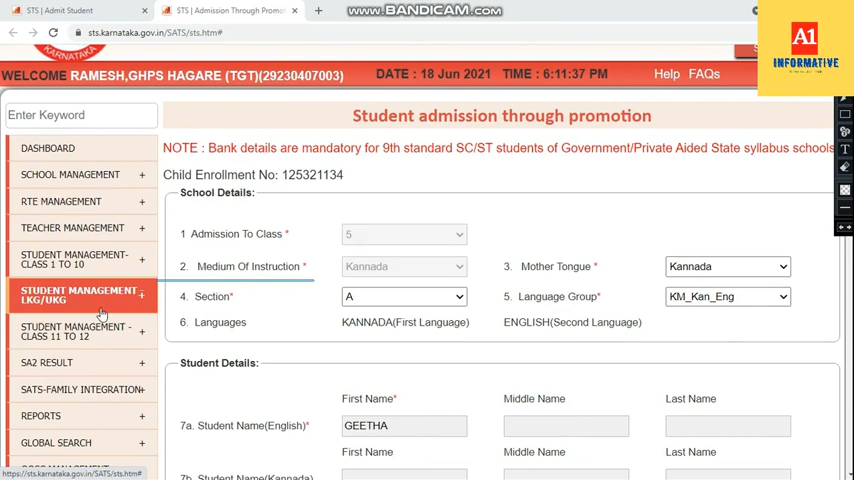 STS | Admit Student
STS | Admission Through Promo
www.BANDICAM.com
sts.karnataka.gov.in/SATS/sts.htm#
A1
INFORMATIVE
KARNATAKA
WELCOME RAMESH,GHPS HAGARE (TGT)(29230407003)
DATE : 18 Jun 2021 TIME : 6:11:37 PM
Help FAQs
Student admission through promotion
NOTE : Bank details are mandatory for 9th standard SC/ST students of Government/Private Aided State syllabus schools
Child Enrollment No: 125321134
Enter Keyword
DASHBOARD
SCHOOL MANAGEMENT +
RTE MANAGEMENT +
TEACHER MANAGEMENT +
STUDENT MANAGEMENT-
CLASS 1 TO 10 +
STUDENT MANAGEMENT -
LKG/UKG +
STUDENT MANAGEMENT -
CLASS 11 TO 12 +
SA2 RESULT +
SATS-FAMILY INTEGRATION +
REPORTS +
GLOBAL SEARCH +
https://sts.karnataka.gov.in/SATS/sts.htm#
School Details:
1 Admission To Class * 5
2. Medium Of Instruction * Kannada
3. Mother Tongue * Kannada
4. Section* A
5. Language Group* KM_Kan_Eng
6. Languages KANNADA(First Language) ENGLISH(Second Language)
Student Details:
First Name* Middle Name Last Name
7a. Student Name(English)* GEETHA
First Name Middle Name Last Name
7b. Student Name(Kannada)